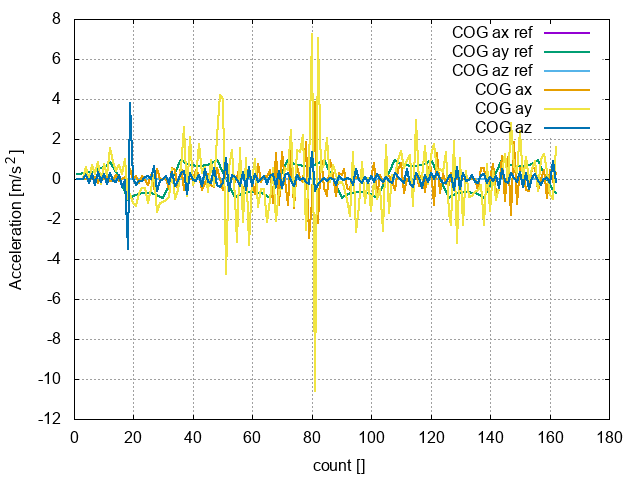 8
6
4
2
0
-2
-4
-6
-8
-10
-12
0 20 40 60 80 100 120 140 160 180
Acceleration [m/s²]
count []
COG ax ref
COG ay ref
COG az ref
COG ax
COG ay
COG az